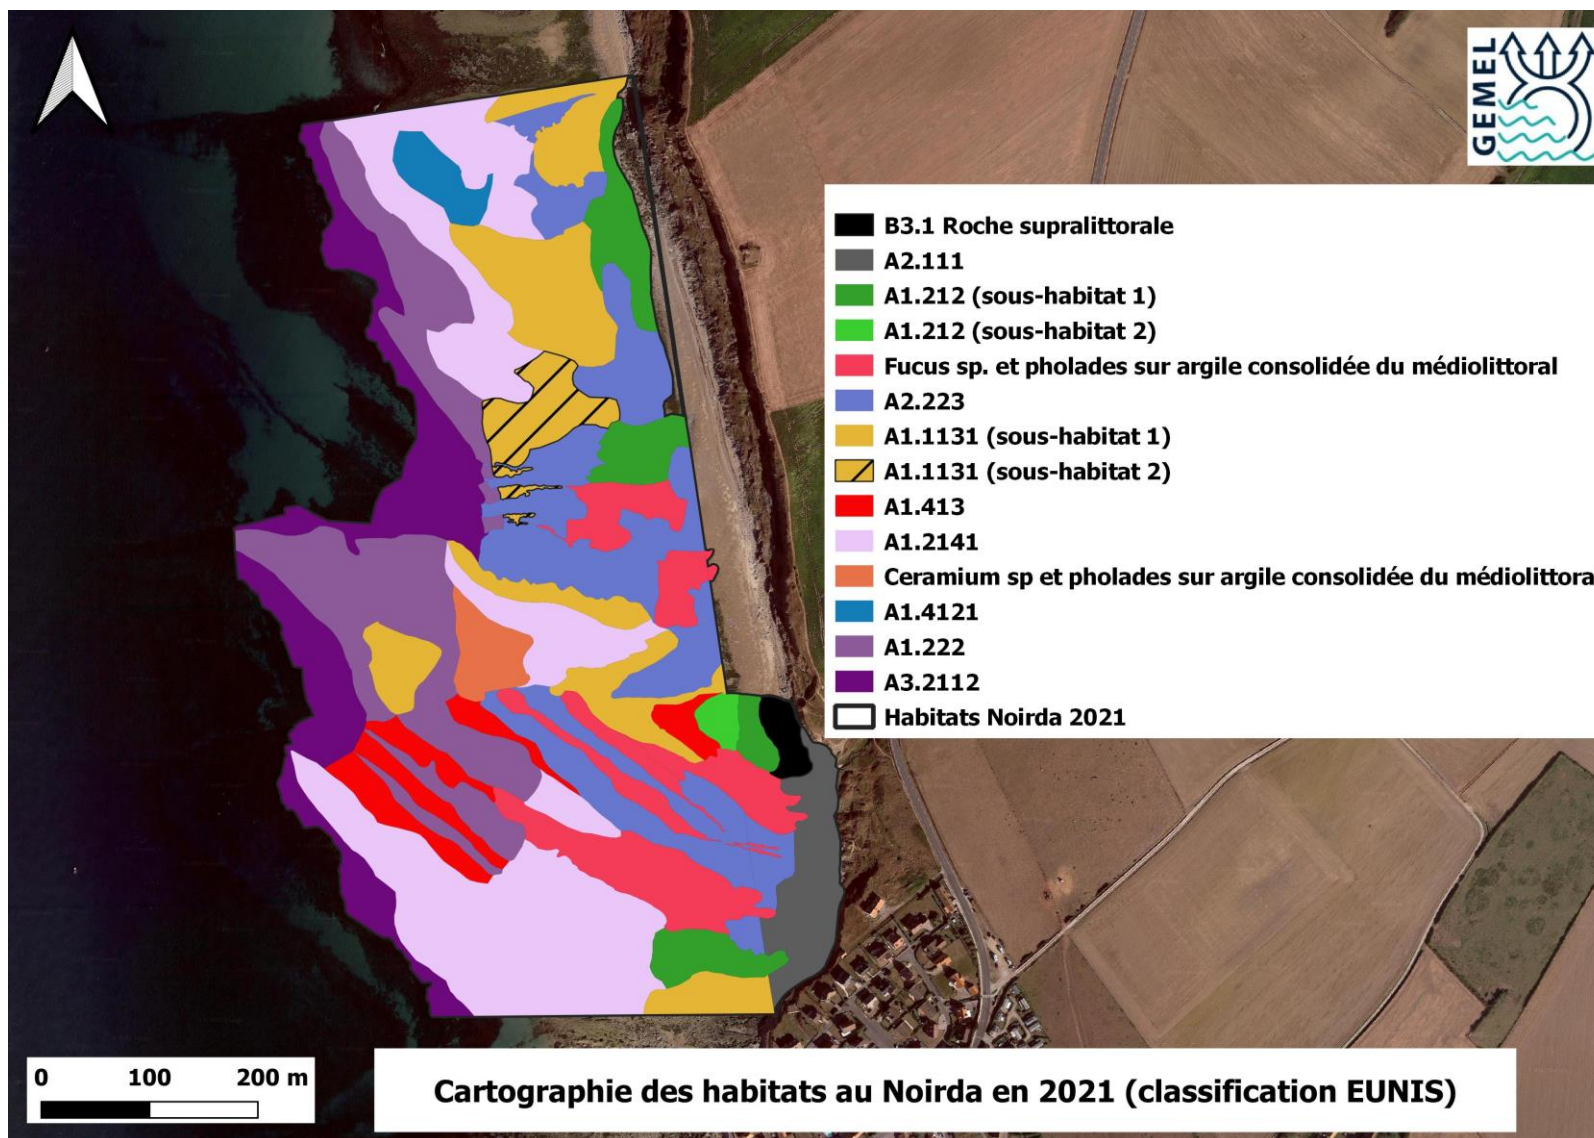 GEMEL
B3.1 Roche supralittorale
A2.111
A1.212 (sous-habitat 1)
A1.212 (sous-habitat 2)
Fucus sp. et pholades sur argile consolidée du médiolittoral
A2.223
A1.1131 (sous-habitat 1)
A1.1131 (sous-habitat 2)
A1.413
A1.2141
Ceramium sp et pholades sur argile consolidée du médiolittora
A1.4121
A1.222
A3.2112
Habitats Noirda 2021
0 100 200 m
Cartographie des habitats au Noirda en 2021 (classification EUNIS)